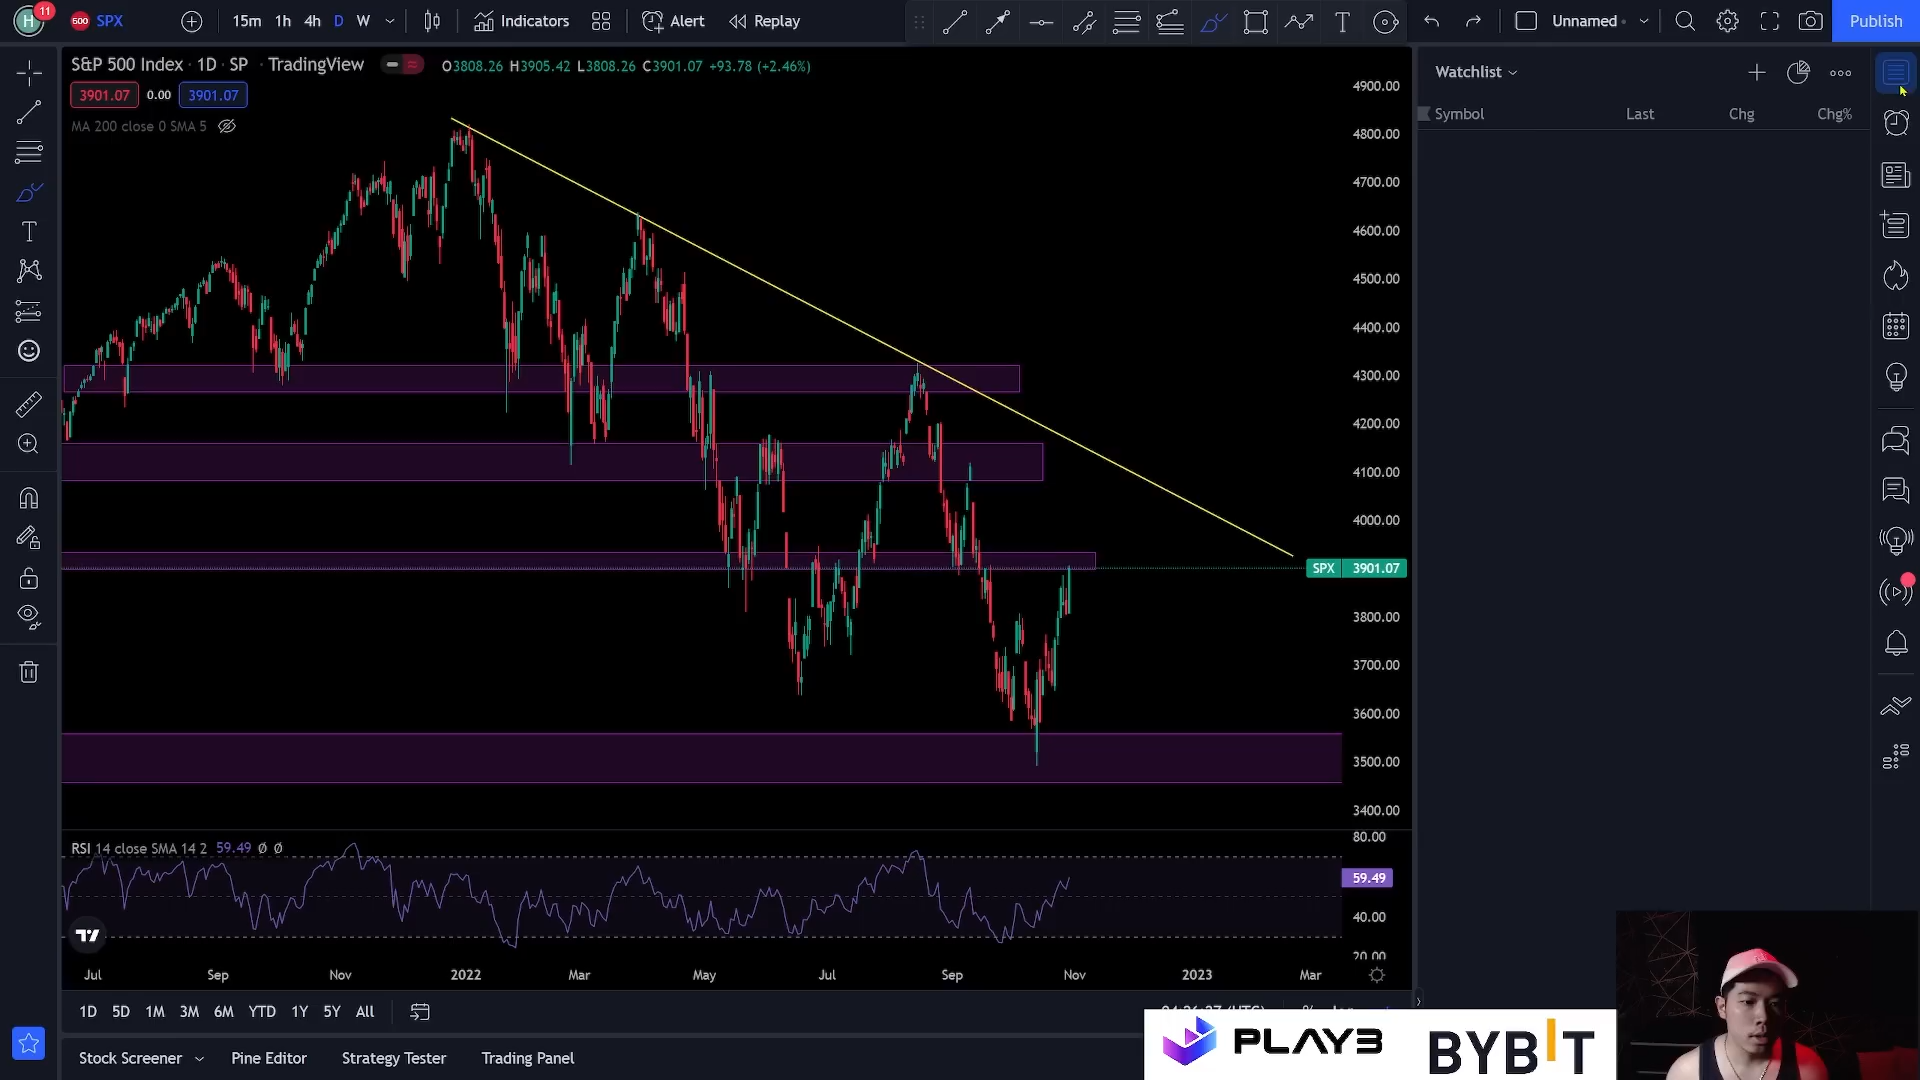 H 11 500 SPX 15m 1h 4h D W Indicators Alert Replay Unnamed Publish
S&P 500 Index · 1D · SP · TradingView O3808.26 H3905.42 L3808.26 C3901.07 +93.78 (+2.46%)
3901.07 0.00 3901.07
MA 200 close 0 SMA 5
Watchlist
Symbol Last Chg Chg%
4900.00
4800.00
4700.00
4600.00
4500.00
4400.00
4300.00
4200.00
4100.00
4000.00
SPX 3901.07
3800.00
3700.00
3600.00
3500.00
3400.00
80.00
RSI 14 close SMA 14 2 59.49 Ø Ø
59.49
40.00
20.00
Jul Sep Nov 2022 Mar May Jul Sep Nov 2023 Mar
1D 5D 1M 3M 6M YTD 1Y 5Y All
Stock Screener Pine Editor Strategy Tester Trading Panel
PLAY3 BYBIT